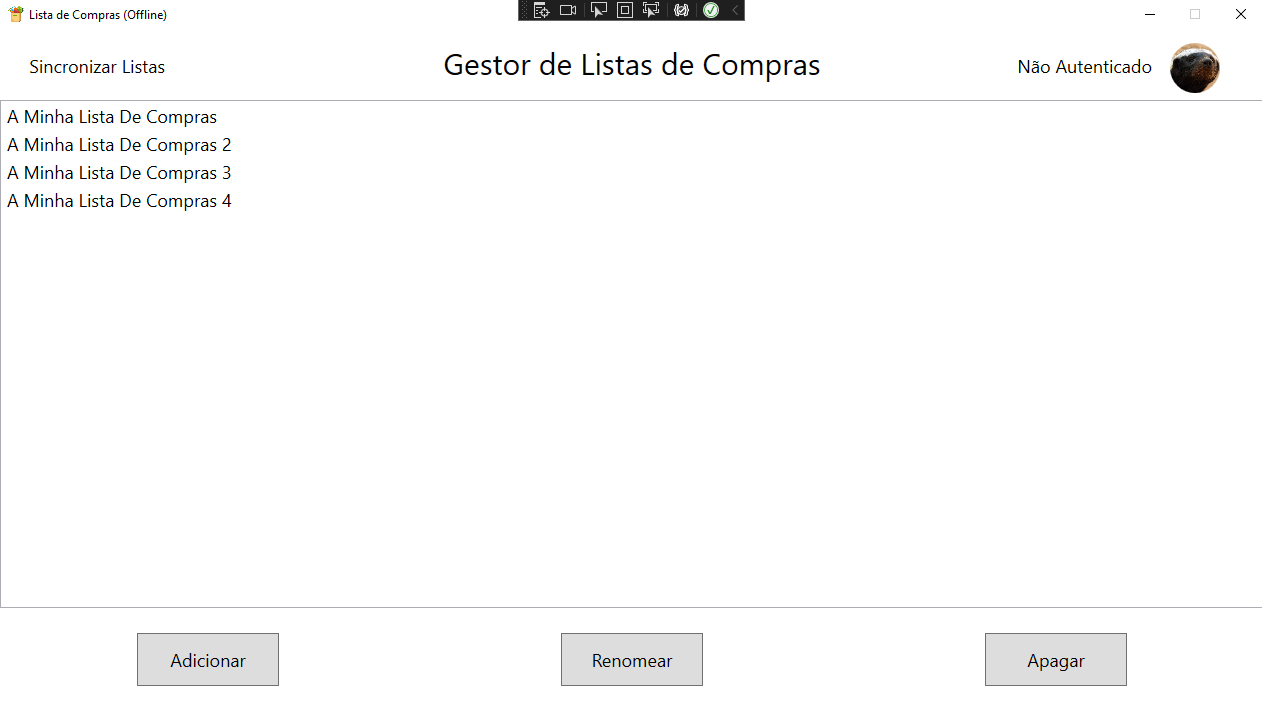 Lista de Compras (Offline)
Sincronizar Listas
Gestor de Listas de Compras
Não Autenticado
A Minha Lista De Compras
A Minha Lista De Compras 2
A Minha Lista De Compras 3
A Minha Lista De Compras 4
Adicionar
Renomear
Apagar